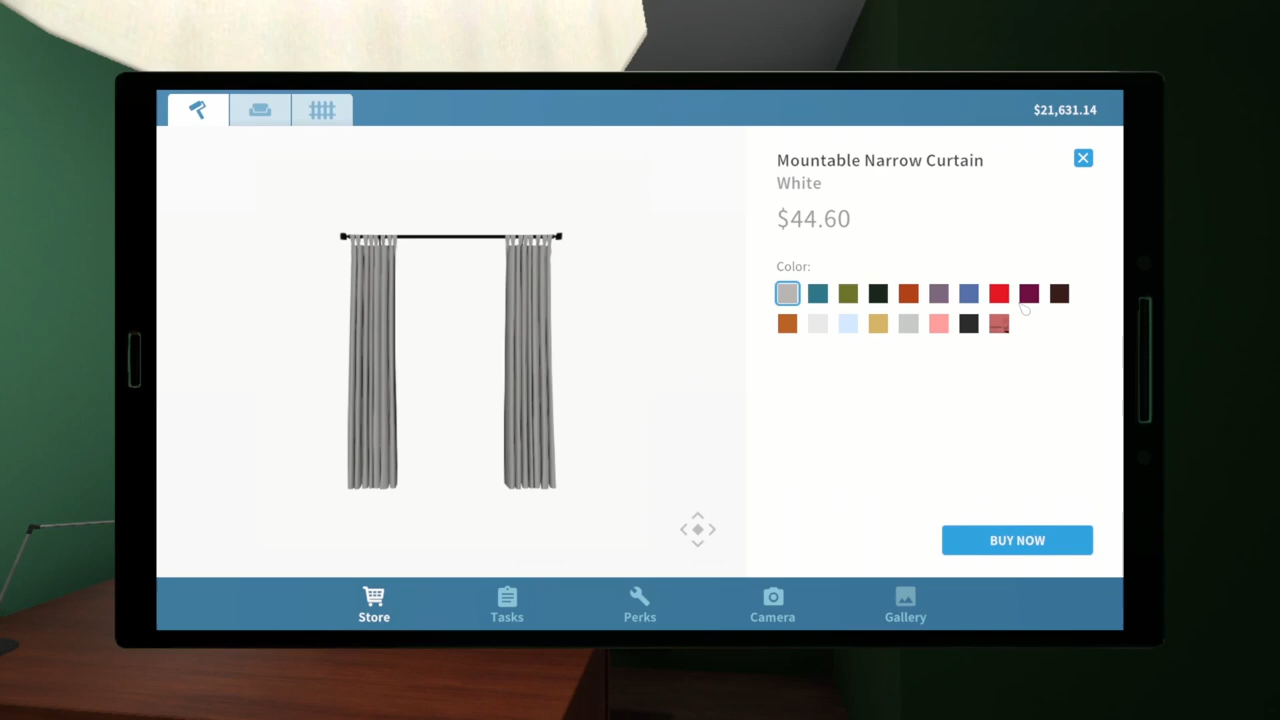 $21,631.14
Mountable Narrow Curtain
White
$44.60
Color:
BUY NOW
Store
Tasks
Perks
Camera
Gallery